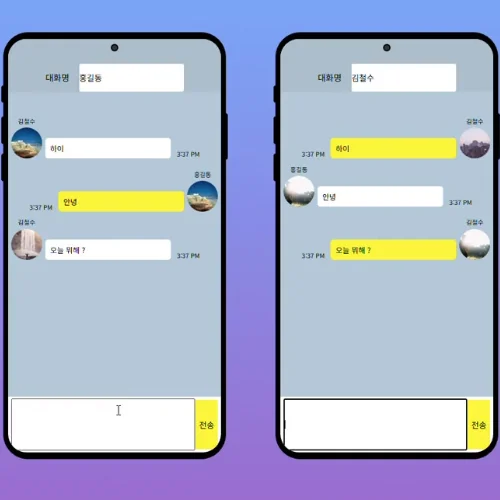 대화명 홍길동
김철수
하이
3:37 PM
홍길동
3:37 PM
안녕
김철수
오늘 뭐해 ?
3:37 PM
전송
대화명 김철수
김철수
3:37 PM
하이
홍길동
안녕
3:37 PM
김철수
3:37 PM
오늘 뭐해 ?
전송